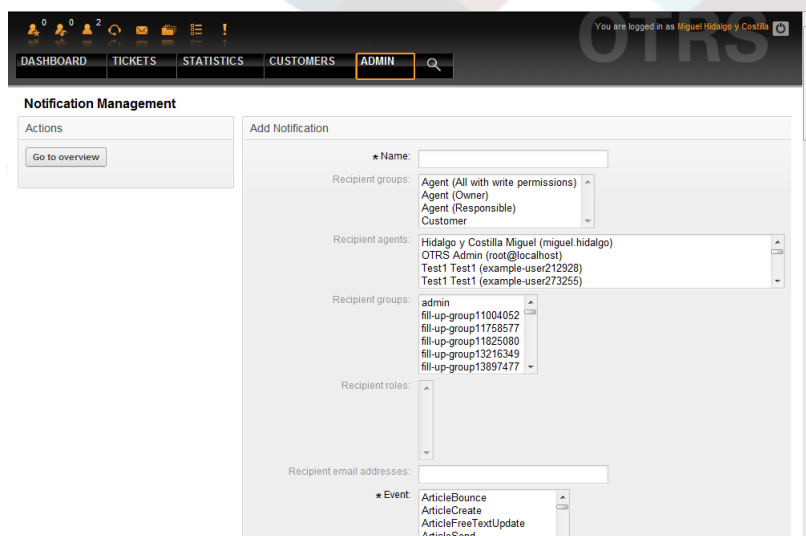 0 0 2
You are logged in as Miguel Hidalgo y Costilla
OTRS
DASHBOARD TICKETS STATISTICS CUSTOMERS ADMIN
Notification Management
Actions
Go to overview
Add Notification
★ Name:
Recipient groups:
Agent (All with write permissions)
Agent (Owner)
Agent (Responsible)
Customer
Recipient agents:
Hidalgo y Costilla Miguel (miguel.hidalgo)
OTRS Admin (root@localhost)
Test1 Test1 (example-user212928)
Test1 Test1 (example-user273255)
Recipient groups:
admin
fill-up-group11004052
fill-up-group11758577
fill-up-group11825080
fill-up-group13216349
fill-up-group13897477
Recipient roles:
Recipient email addresses:
★ Event:
ArticleBounce
ArticleCreate
ArticleFreeTextUpdate
ArticleSend